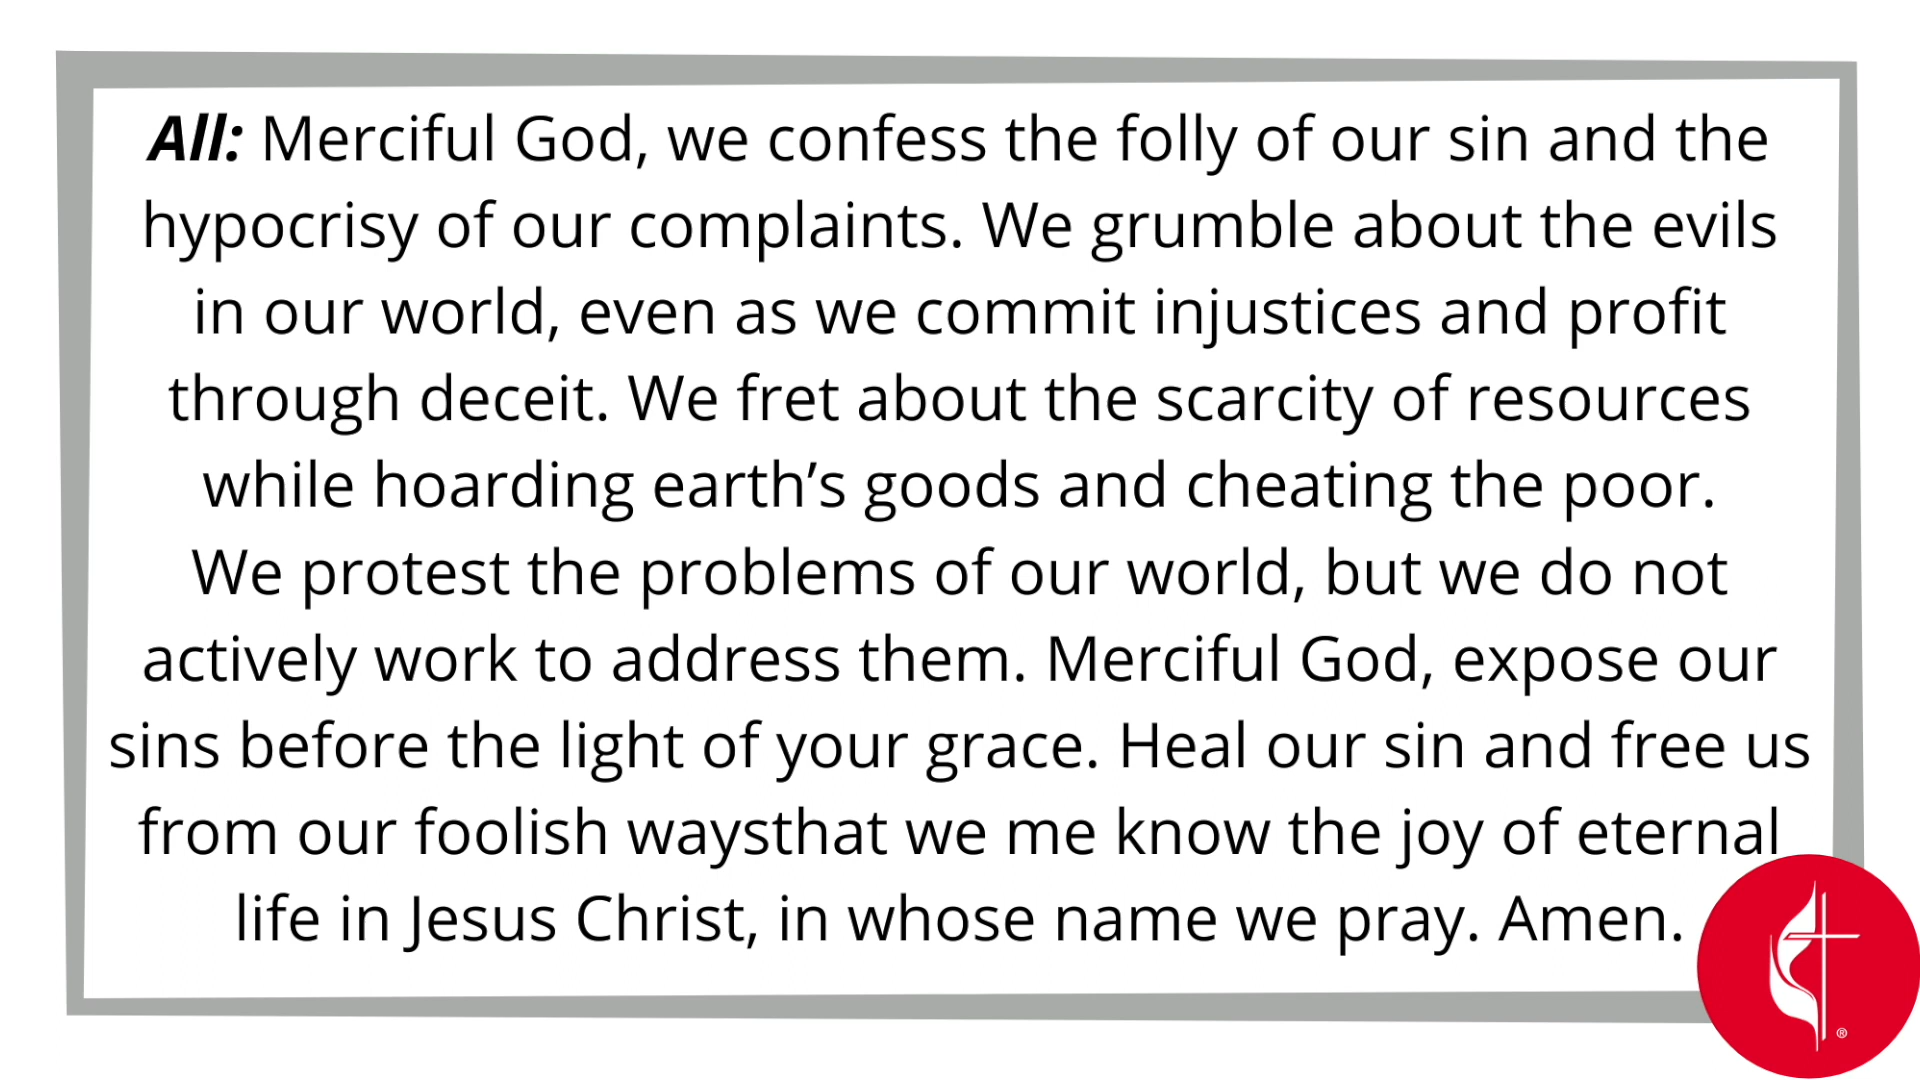 All: Merciful God, we confess the folly of our sin and the
hypocrisy of our complaints. We grumble about the evils
in our world, even as we commit injustices and profit
through deceit. We fret about the scarcity of resources
while hoarding earth’s goods and cheating the poor.
We protest the problems of our world, but we do not
actively work to address them. Merciful God, expose our
sins before the light of your grace. Heal our sin and free us
from our foolish waysthat we me know the joy of eternal
life in Jesus Christ, in whose name we pray. Amen.
®